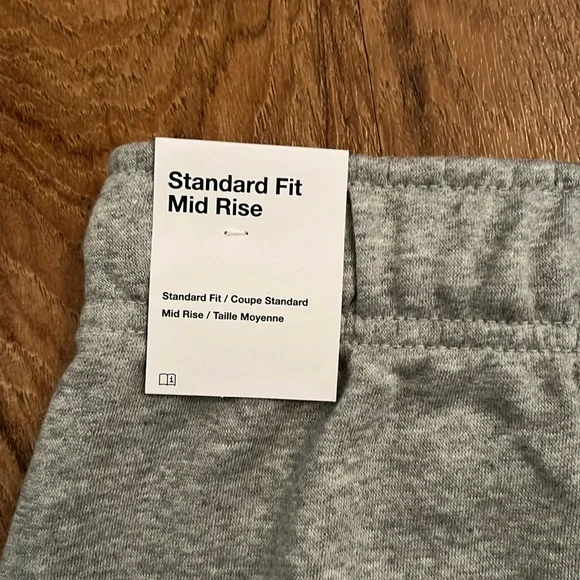 Standard Fit
Mid Rise
Standard Fit / Coupe Standard
Mid Rise / Taille Moyenne